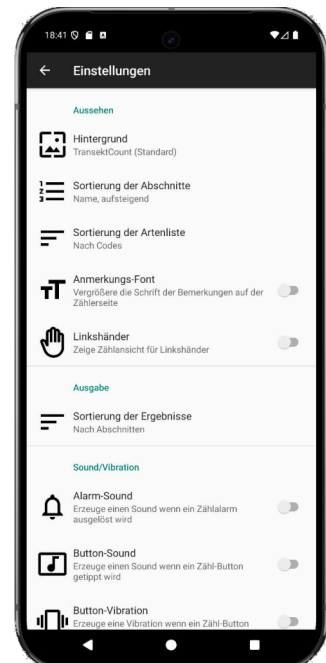 18:41
Einstellungen
Aussehen
Hintergrund
TransektCount (Standard)
Sortierung der Abschnitte
Name, aufsteigend
Sortierung der Artenliste
Nach Codes
Anmerkungs-Font
Vergrößere die Schrift der Bemerkungen auf der
Zählerseite
Linkshänder
Zeige Zählansicht für Linkshänder
Ausgabe
Sortierung der Ergebnisse
Nach Abschnitten
Sound/Vibration
Alarm-Sound
Erzeuge einen Sound wenn ein Zählalarm
ausgelöst wird
Button-Sound
Erzeuge einen Sound wenn ein Zähl-Button
getippt wird
Button-Vibration
Erzeuge eine Vibration wenn ein Zähl-Button